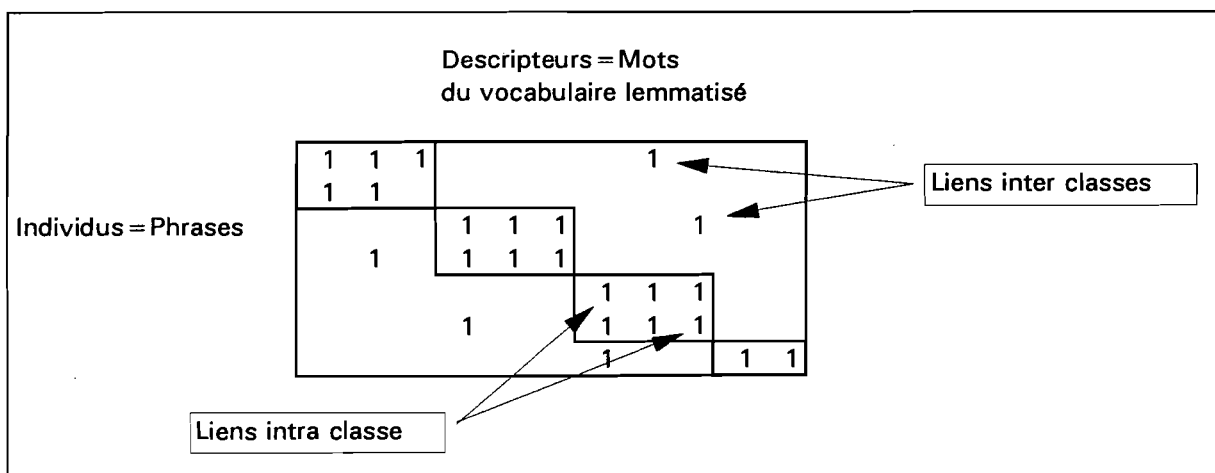 Descripteurs = Mots
du vocabulaire lemmatisé
1 1 1 1
Liens inter classes
1 1
Individus = Phrases
1 1 1 1
1 1 1 1
1 1 1
1 1 1 1
1 1 1
Liens intra classe